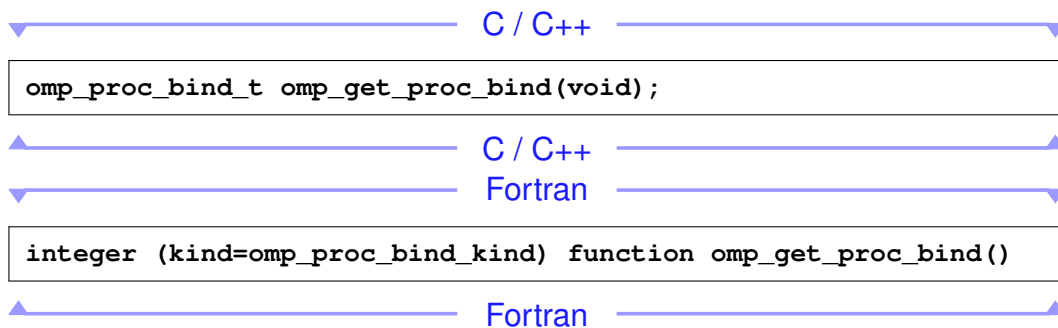 C / C++
omp_proc_bind_t omp_get_proc_bind(void);
C / C++
Fortran
integer (kind=omp_proc_bind_kind) function omp_get_proc_bind()
Fortran